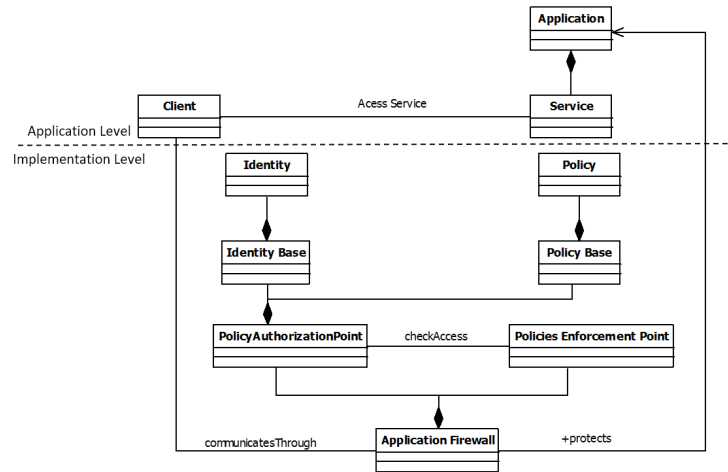 Application
Client
Acess Service
Service
Application Level
Implementation Level
Identity
Policy
Identity Base
Policy Base
PolicyAuthorizationPoint
checkAccess
Policies Enforcement Point
communicatesThrough
Application Firewall
+protects